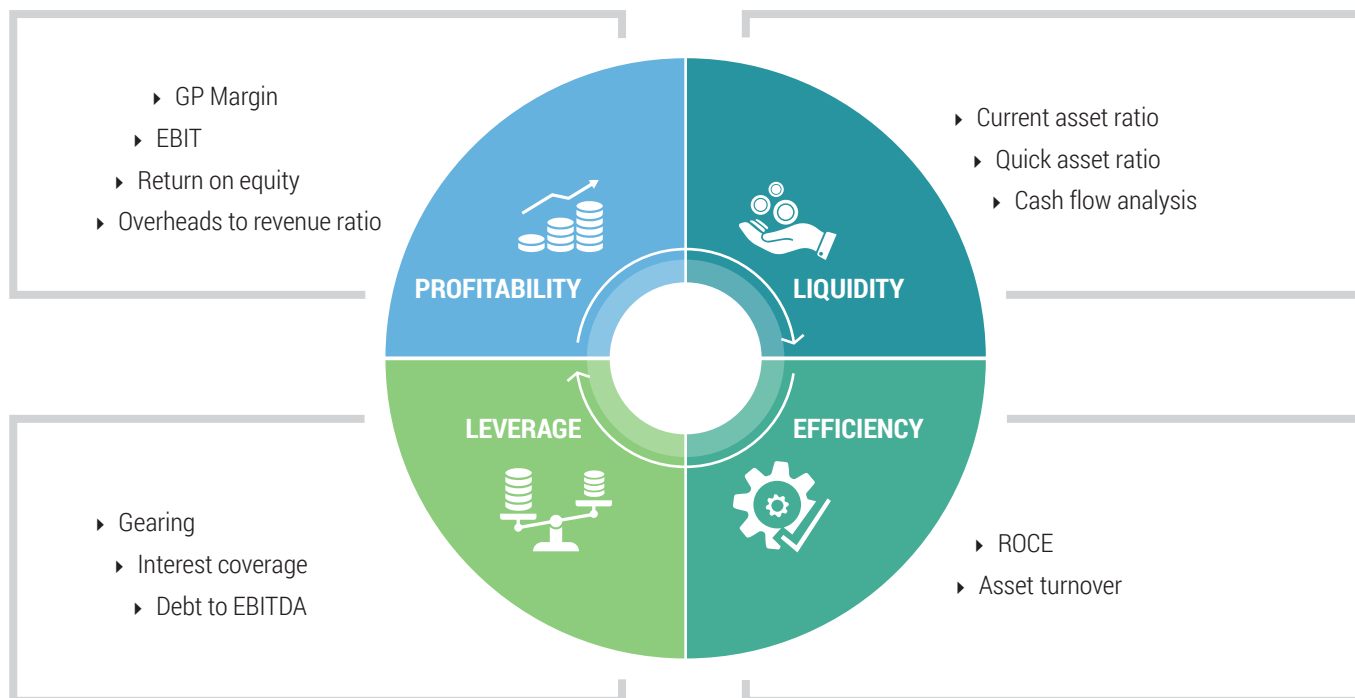 GP Margin
EBIT
Return on equity
Overheads to revenue ratio
PROFITABILITY
Current asset ratio
Quick asset ratio
Cash flow analysis
LIQUIDITY
LEVERAGE
Gearing
Interest coverage
Debt to EBITDA
EFFICIENCY
ROCE
Asset turnover